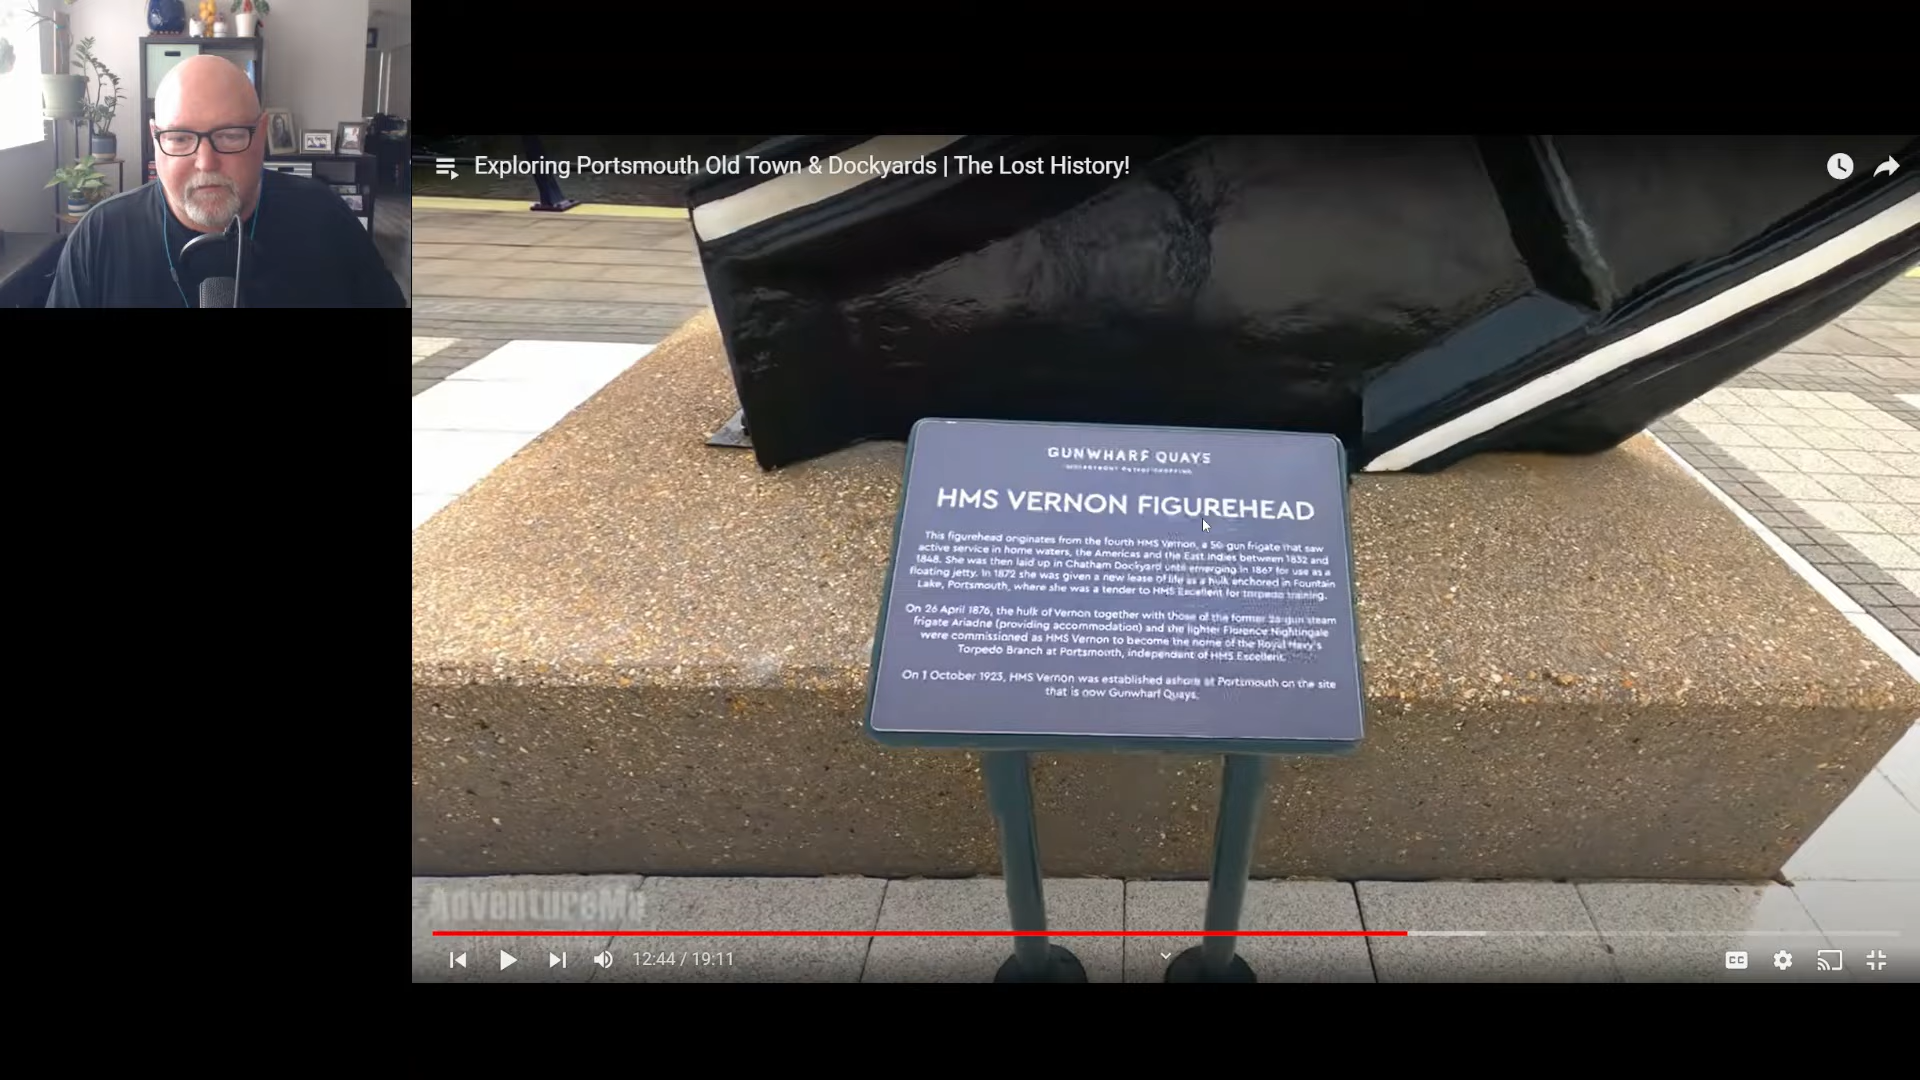 Exploring Portsmouth Old Town & Dockyards | The Lost History!
GUNWHARF QUAYS
HMS VERNON FIGUREHEAD
This figurehead originates from the fourth HMS Vernon, a 50 gun frigate that saw
active service in home waters, the Americas and the East Indies between 1832 and
1848. She was then laid up in Chatham Dockyard until emerging in 1867 for use as a
floating jetty. In 1872 she was given a new lease of life as a hulk anchored in Fountain
Lake, Portsmouth, where she was a tender to HMS Excellent for torpedo training.
On 26 April 1876, the hulk of Vernon together with those of the former 26-gun steam
frigate Ariadne (providing accommodation) and the lighter Florence Nightingale
were commissioned as HMS Vernon to become the home of the Royal Navy's
Torpedo Branch at Portsmouth, independent of HMS Excellent.
On 1 October 1923, HMS Vernon was established ashore at Portsmouth on the site
that is now Gunwharf Quays.
AdventureMe
12:44 / 19:11
CC